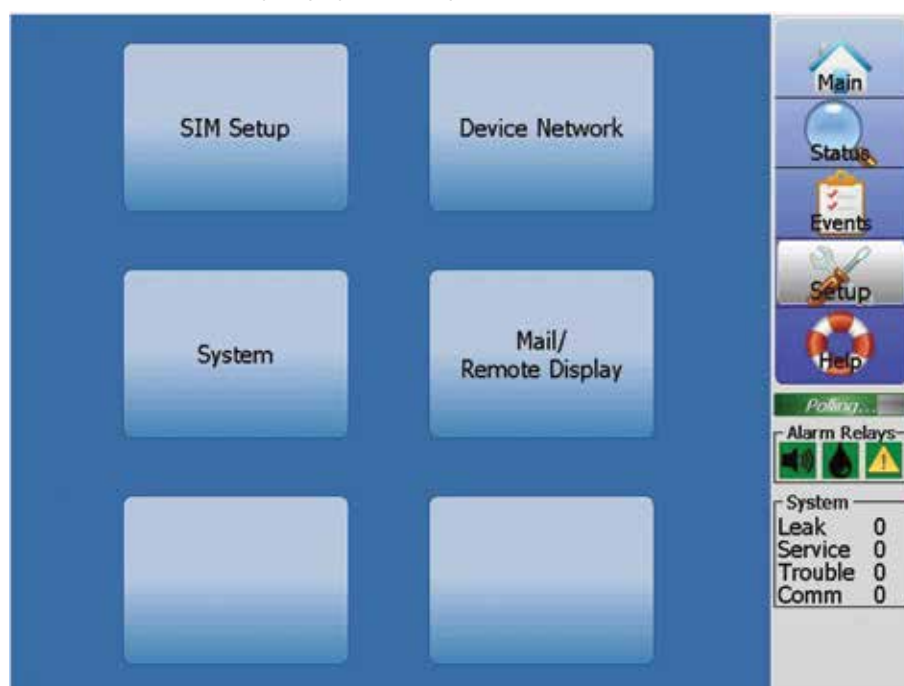 SIM Setup
Device Network
System
Mail/
Remote Display
Main
Status
Events
Setup
Help
Polling...
Alarm Relays
System
Leak 0
Service 0
Trouble 0
Comm 0